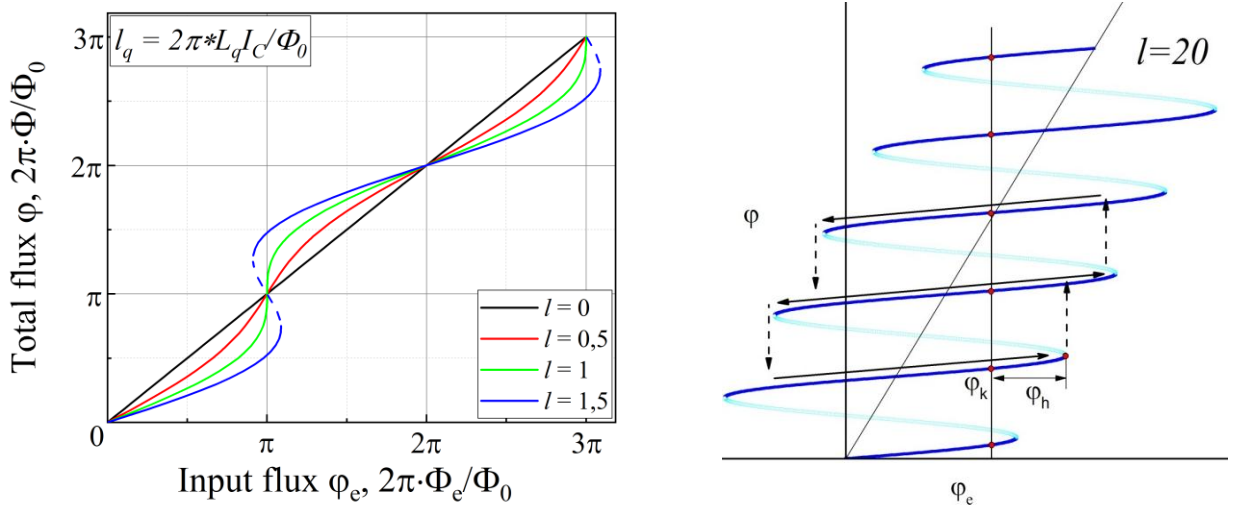 l_q = 2π*L_qI_C/Φ_0
Total flux φ, 2π·Φ/Φ_0
3π
2π
π
0
π
2π
3π
l = 0
l = 0,5
l = 1
l = 1,5
Input flux φ_e, 2π·Φ_e/Φ_0
l=20
φ
φ_k
φ_h
φ_e